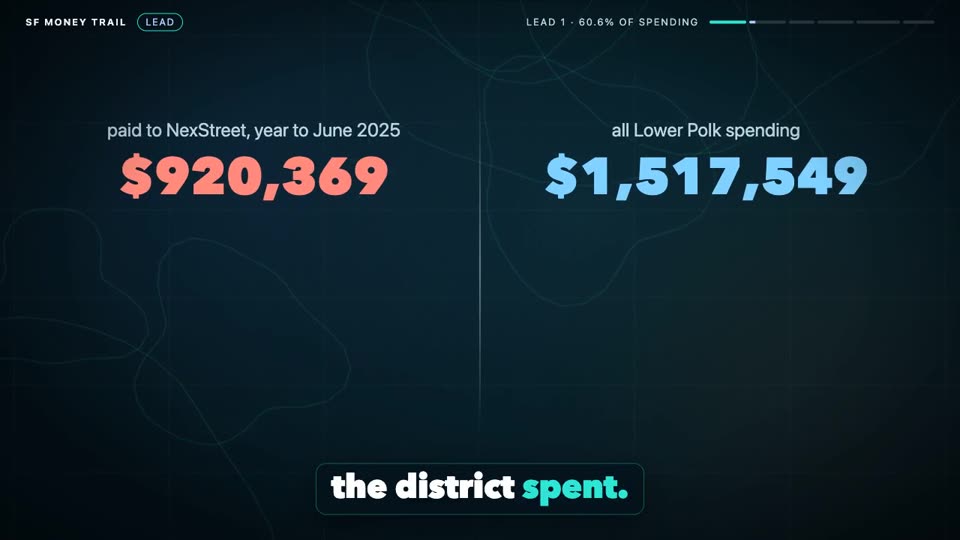 SF MONEY TRAIL LEAD
LEAD 1 · 60.6% OF SPENDING
paid to NexStreet, year to June 2025
$920,369
all Lower Polk spending
$1,517,549
the district spent.